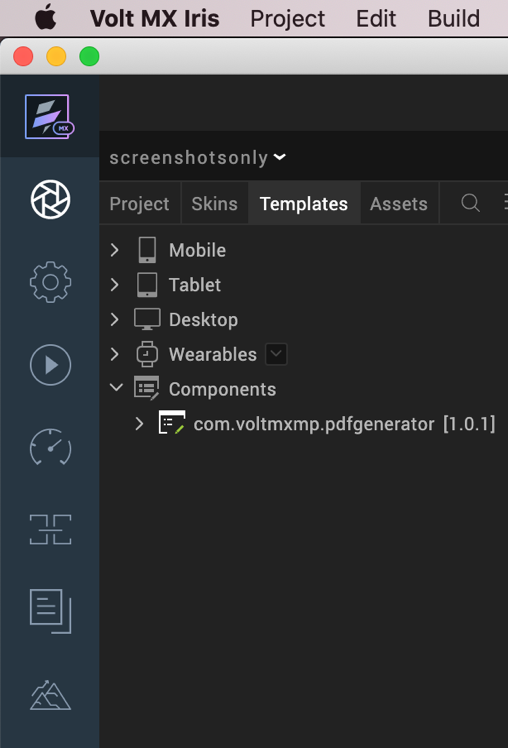 Volt MX Iris Project Edit Build
MX
screenshotsonly
Project Skins Templates Assets
Mobile
Tablet
Desktop
Wearables
Components
com.voltmxmp.pdfgenerator [1.0.1]